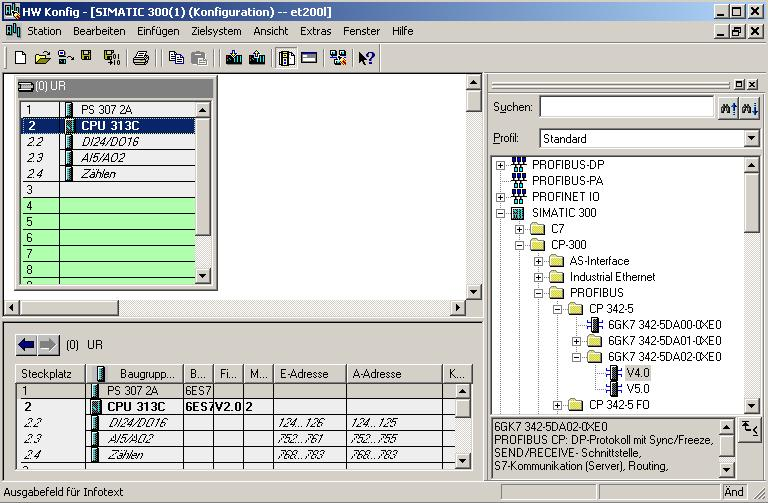 HW Konfig - [SIMATIC 300(1) (Konfiguration) -- et200l]
Station Bearbeiten Einfügen Zielsystem Ansicht Extras Fenster Hilfe
(0) UR
1 PS 307 2A
2 CPU 313C
2.2 DI24/DO16
2.3 AI5/AO2
2.4 Zählen
3
4
5
6
7
8
Suchen:
Profil: Standard
PROFIBUS-DP
PROFIBUS-PA
PROFINET IO
SIMATIC 300
C7
CP-300
AS-Interface
Industrial Ethernet
PROFIBUS
CP 342-5
6GK7 342-5DA00-0XE0
6GK7 342-5DA01-0XE0
6GK7 342-5DA02-0XE0
V4.0
V5.0
CP 342-5 FO
(0) UR
Steckplatz Baugrupp... B... Fi... M... E-Adresse A-Adresse K...
1 PS 307 2A 6ES7
2 CPU 313C 6ES7 V2.0 2
2.2 DI24/DO16 124...126 124...125
2.3 AI5/AO2 752...761 752...755
2.4 Zählen 768...783 768...783
6GK7 342-5DA02-0XE0
PROFIBUS CP: DP-Protokoll mit Sync/Freeze,
SEND/RECEIVE- Schnittstelle,
S7-Kommunikation (Server), Routing,
Ausgabefeld für Infotext
Änd